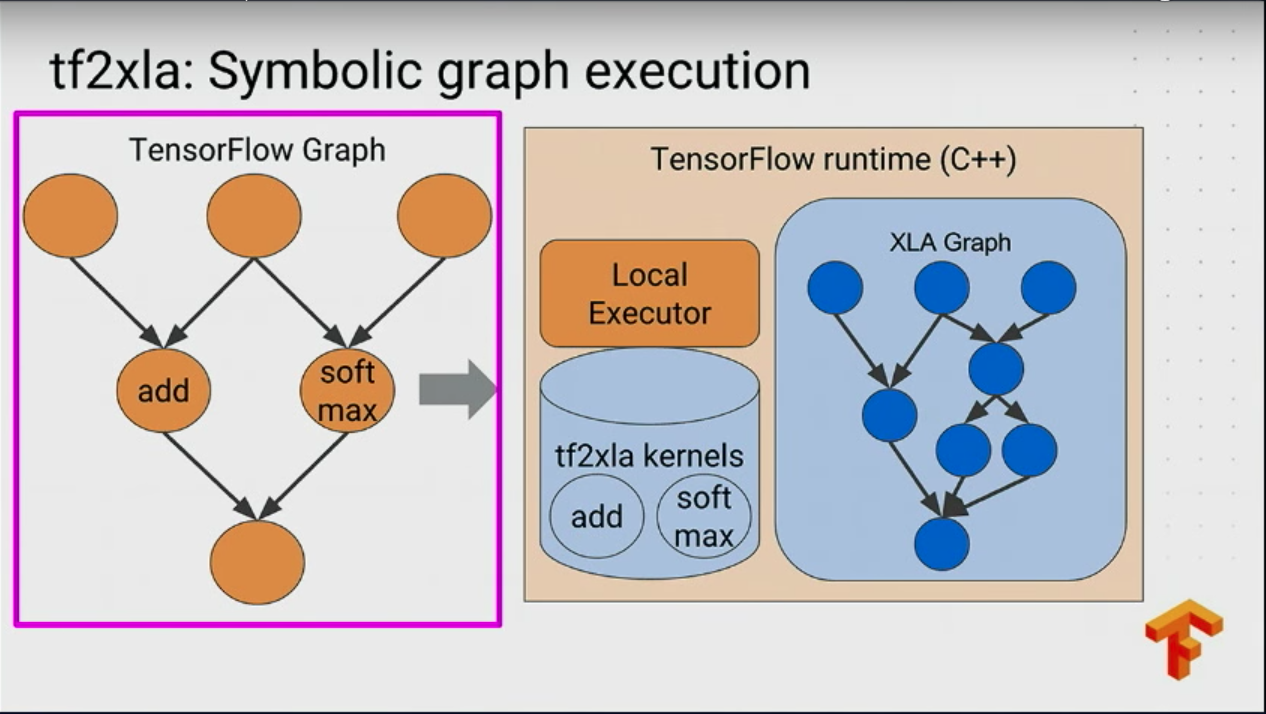 tf2xla: Symbolic graph execution
TensorFlow Graph
add
soft
max
TensorFlow runtime (C++)
Local
Executor
tf2xla kernels
add
soft
max
XLA Graph